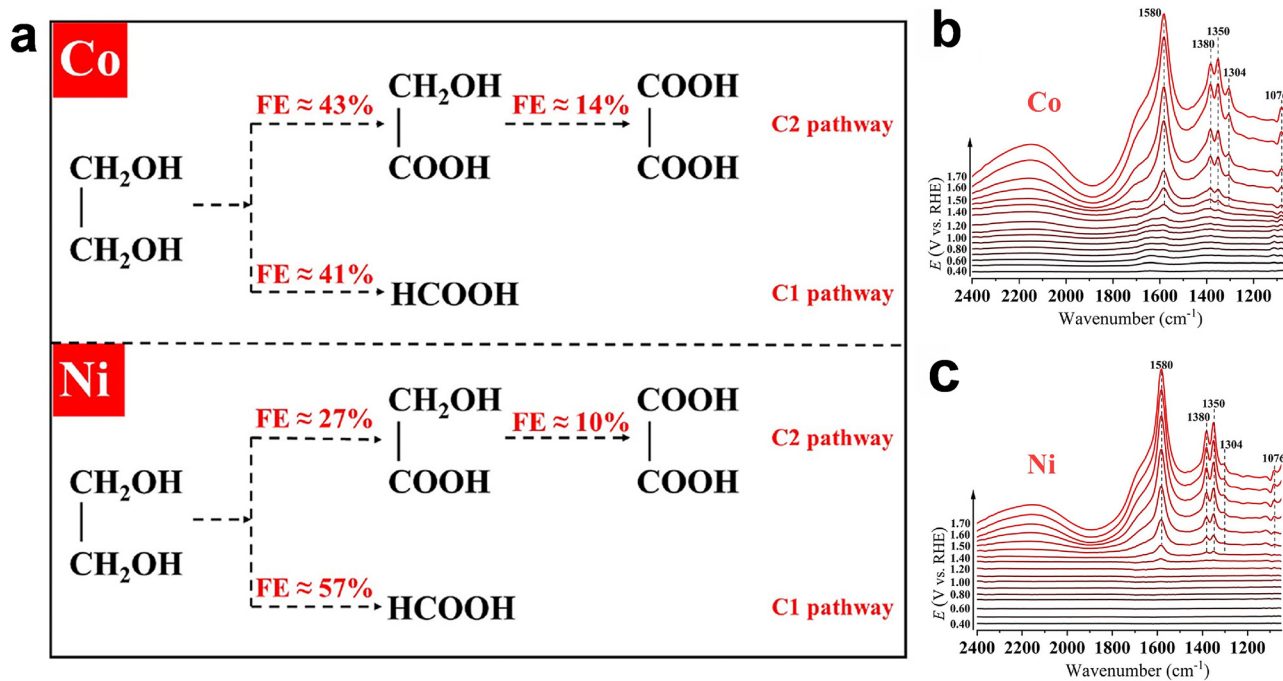 a
Co
FE ≈ 43%
CH₂OH
COOH
FE ≈ 14%
COOH
COOH
C2 pathway
CH₂OH
CH₂OH
FE ≈ 41%
HCOOH
C1 pathway
Ni
FE ≈ 27%
CH₂OH
COOH
FE ≈ 10%
COOH
COOH
C2 pathway
CH₂OH
CH₂OH
FE ≈ 57%
HCOOH
C1 pathway
b
Co
1580
1380
1350
1304
1076
E (V vs. RHE)
1.70
1.60
1.50
1.40
1.20
1.00
0.80
0.60
0.40
2400 2200 2000 1800 1600 1400 1200
Wavenumber (cm⁻¹)
c
Ni
1580
1380
1350
1304
1076
E (V vs. RHE)
1.70
1.60
1.50
1.40
1.20
1.00
0.80
0.60
0.40
2400 2200 2000 1800 1600 1400 1200
Wavenumber (cm⁻¹)